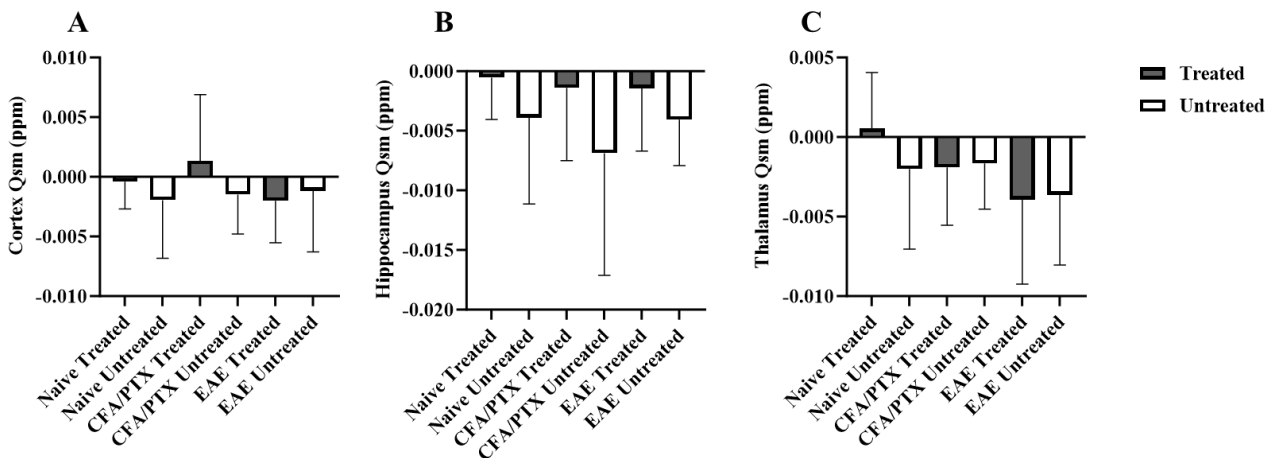 A
Cortex Qsm (ppm)
0.010
0.005
0.000
-0.005
-0.010
Naive Treated
Naive Untreated
CFA/PTX Treated
CFA/PTX Untreated
EAE Treated
EAE Untreated
B
Hippocampus Qsm (ppm)
0.000
-0.005
-0.010
-0.015
-0.020
Naive Treated
Naive Untreated
CFA/PTX Treated
CFA/PTX Untreated
EAE Treated
EAE Untreated
C
Thalamus Qsm (ppm)
0.005
0.000
-0.005
-0.010
Naive Treated
Naive Untreated
CFA/PTX Treated
CFA/PTX Untreated
EAE Treated
EAE Untreated
Treated
Untreated